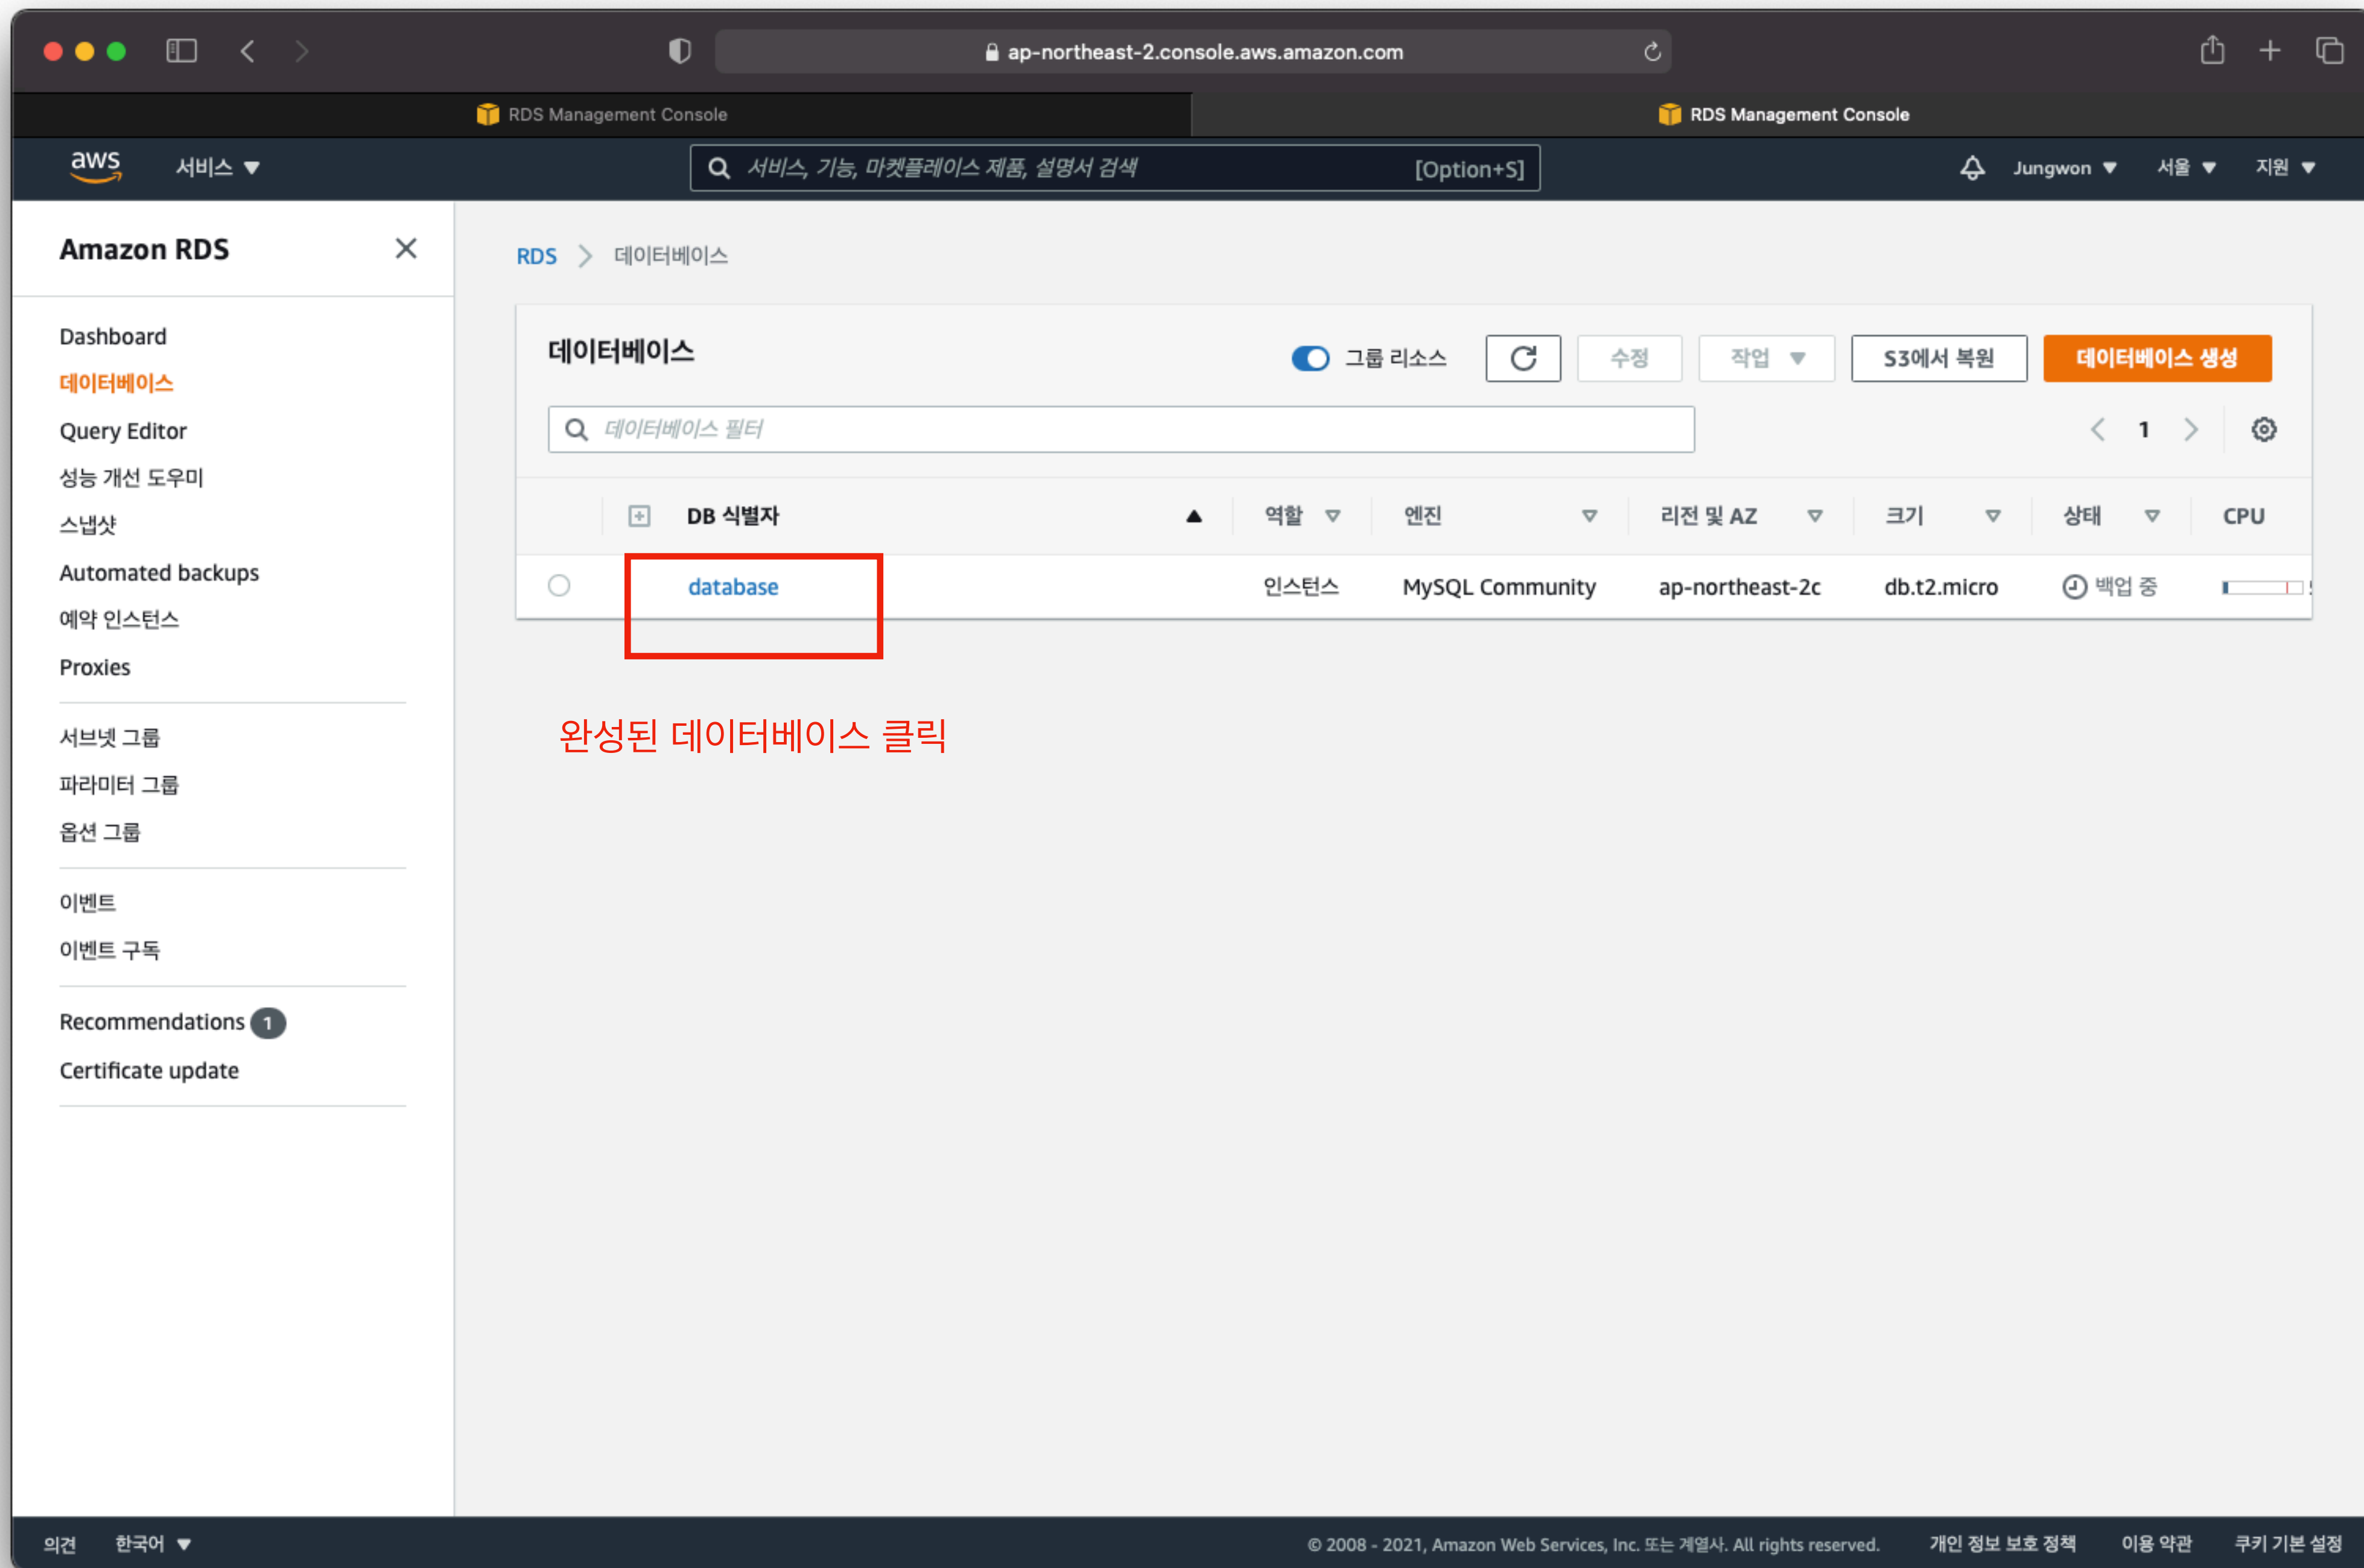 ap-northeast-2.console.aws.amazon.com
RDS Management Console
RDS Management Console
aws
서비스
서비스, 기능, 마켓플레이스 제품, 설명서 검색
[Option+S]
Jungwon
서울
지원
Amazon RDS
Dashboard
데이터베이스
Query Editor
성능 개선 도우미
스냅샷
Automated backups
예약 인스턴스
Proxies
서브넷 그룹
파라미터 그룹
옵션 그룹
이벤트
이벤트 구독
Recommendations 1
Certificate update
RDS > 데이터베이스
데이터베이스
그룹 리소스
수정
작업
S3에서 복원
데이터베이스 생성
데이터베이스 필터
1
DB 식별자 역할 엔진 리전 및 AZ 크기 상태 CPU
database 인스턴스 MySQL Community ap-northeast-2c db.t2.micro 백업 중
완성된 데이터베이스 클릭
의견
한국어
© 2008 - 2021, Amazon Web Services, Inc. 또는 계열사. All rights reserved.
개인 정보 보호 정책
이용 약관
쿠키 기본 설정